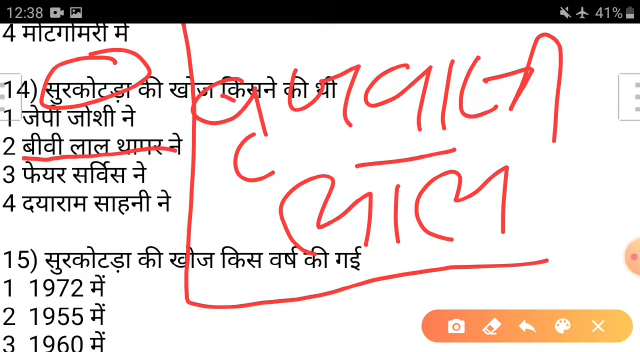 12:38
41%
4 मोंटगोमरी में
14) सुरकोटड़ा की खोज किसने की थी
1 जेपी जोशी ने
2 बीवी लाल थापर ने
3 फेयर सर्विस ने
4 दयाराम साहनी ने
वृजवासी
लाल
15) सुरकोटड़ा की खोज किस वर्ष की गई
1 1972 में
2 1955 में
3 1960 में